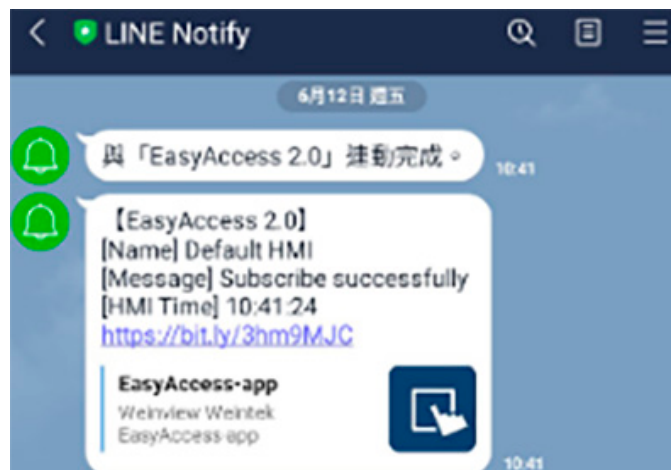 LINE Notify
6月12日 週五
與「EasyAccess 2.0」連動完成。
10:41
【EasyAccess 2.0】
[Name] Default HMI
[Message] Subscribe successfully
[HMI Time] 10:41:24
https://bit.ly/3hm9MJC
EasyAccess-app
Weinview Weintek
EasyAccess app
10:41